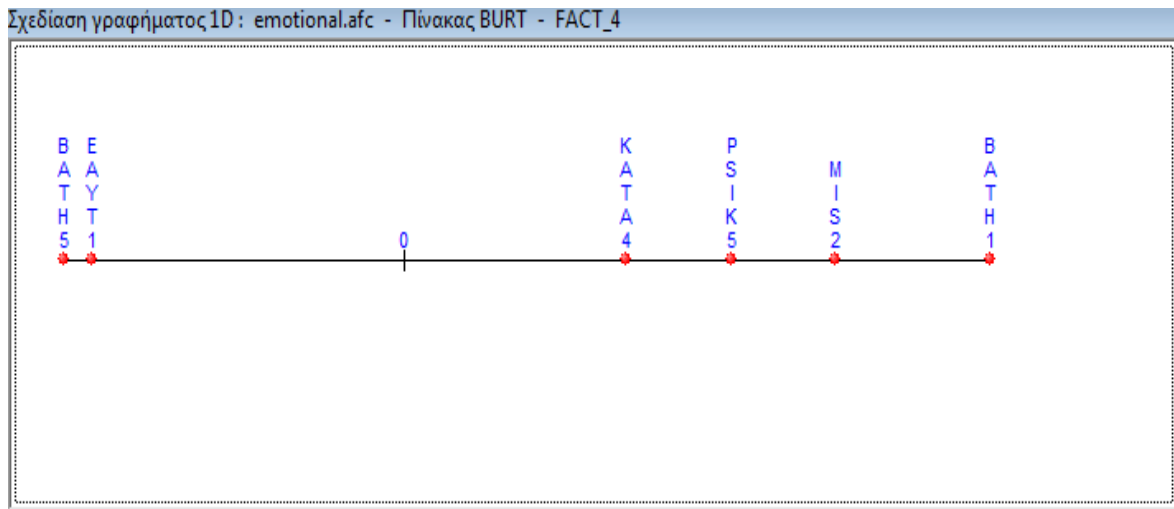 Σχεδίαση γραφήματος 1D : emotional.afc - Πίνακας BURT - FACT_4
BATH5
EAYT1
0
KATA4
PSIK5
MIS2
BATH1